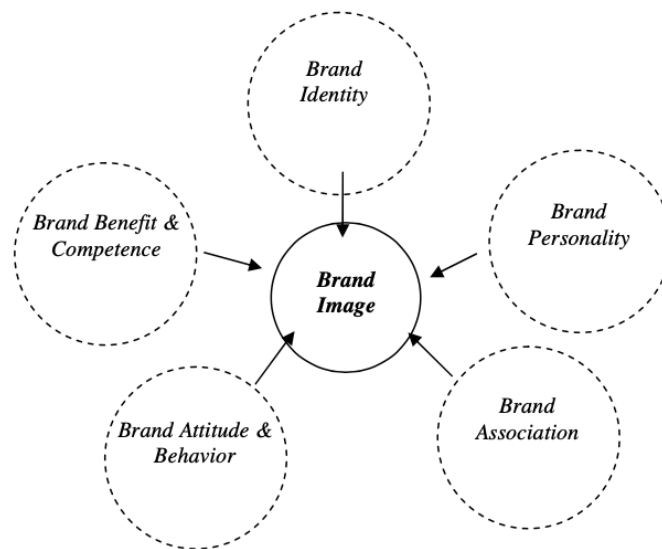 Brand
Identity
Brand Benefit &
Competence
Brand
Personality
Brand
Image
Brand Attitude &
Behavior
Brand
Association